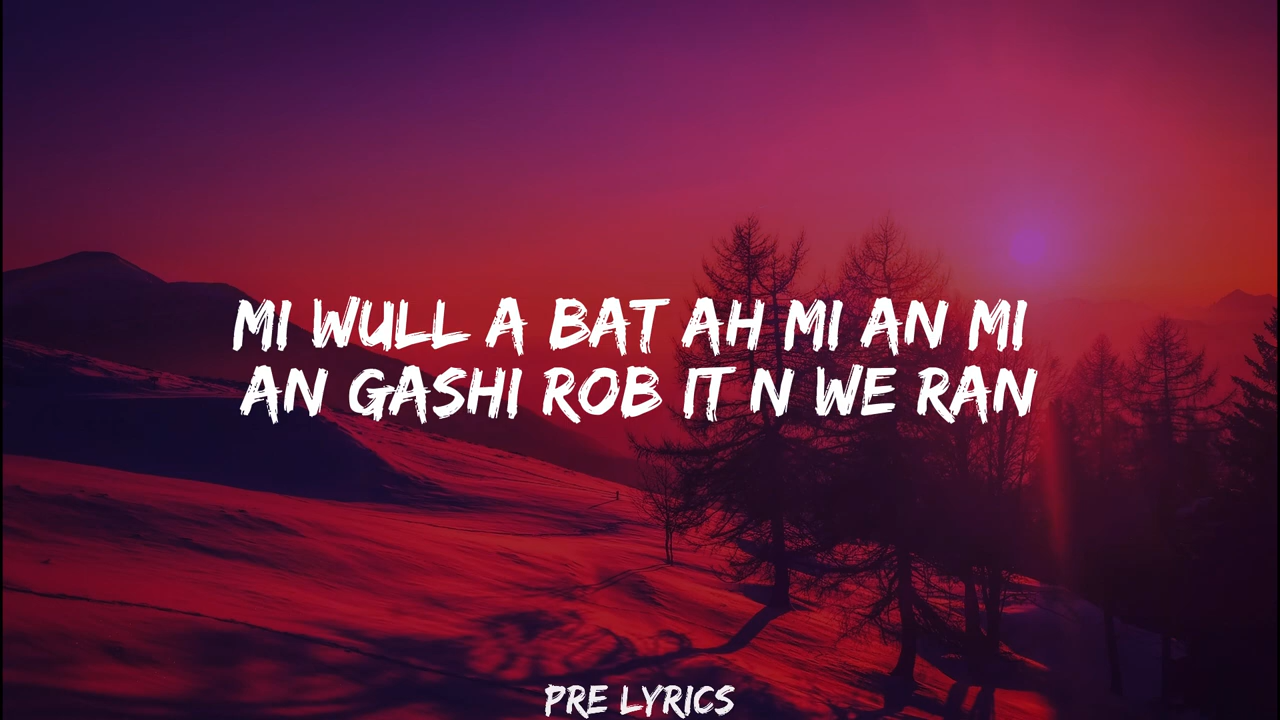 MI WULL A BAT AH MI AN MI
AN GASHI ROB IT N WE RAN
PRE LYRICS